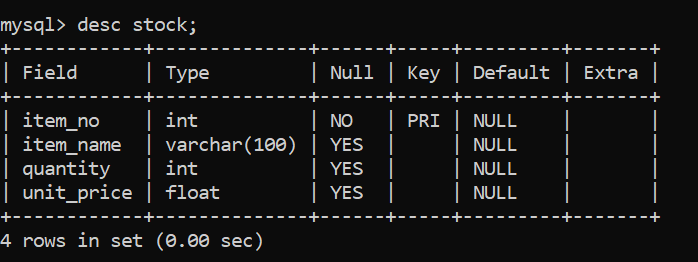 mysql> desc stock;
+------------+--------------+------+-----+---------+-------+
| Field      | Type         | Null | Key | Default | Extra |
+------------+--------------+------+-----+---------+-------+
| item_no    | int          | NO   | PRI | NULL    |       |
| item_name  | varchar(100) | YES  |     | NULL    |       |
| quantity   | int          | YES  |     | NULL    |       |
| unit_price | float        | YES  |     | NULL    |       |
+------------+--------------+------+-----+---------+-------+
4 rows in set (0.00 sec)